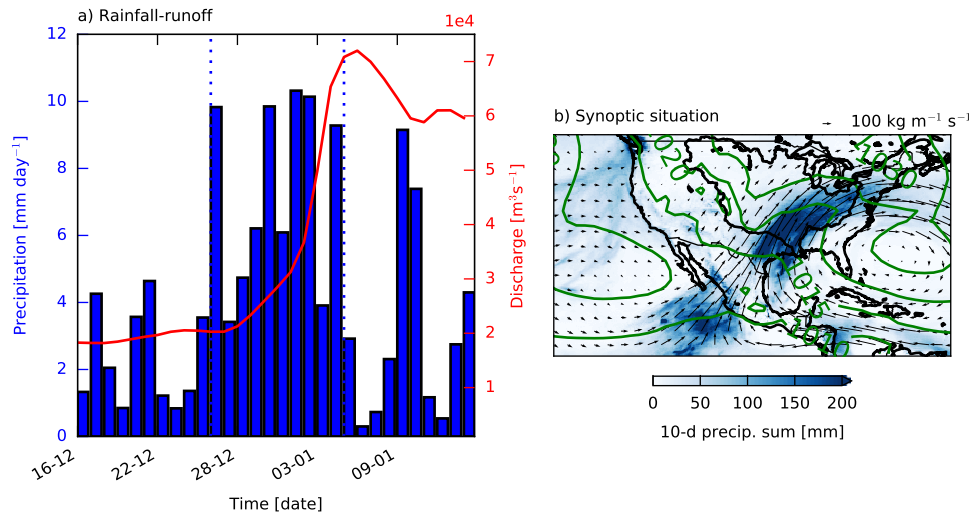 a) Rainfall-runoff
1e4
12
10
8
6
4
2
0
Precipitation [mm day⁻¹]
7
6
5
4
3
2
1
Discharge [m³s⁻¹]
16-12
22-12
28-12
03-01
09-01
Time [date]
b) Synoptic situation
100 kg m⁻¹ s⁻
0 50 100 150 200
10-d precip. sum [mm]